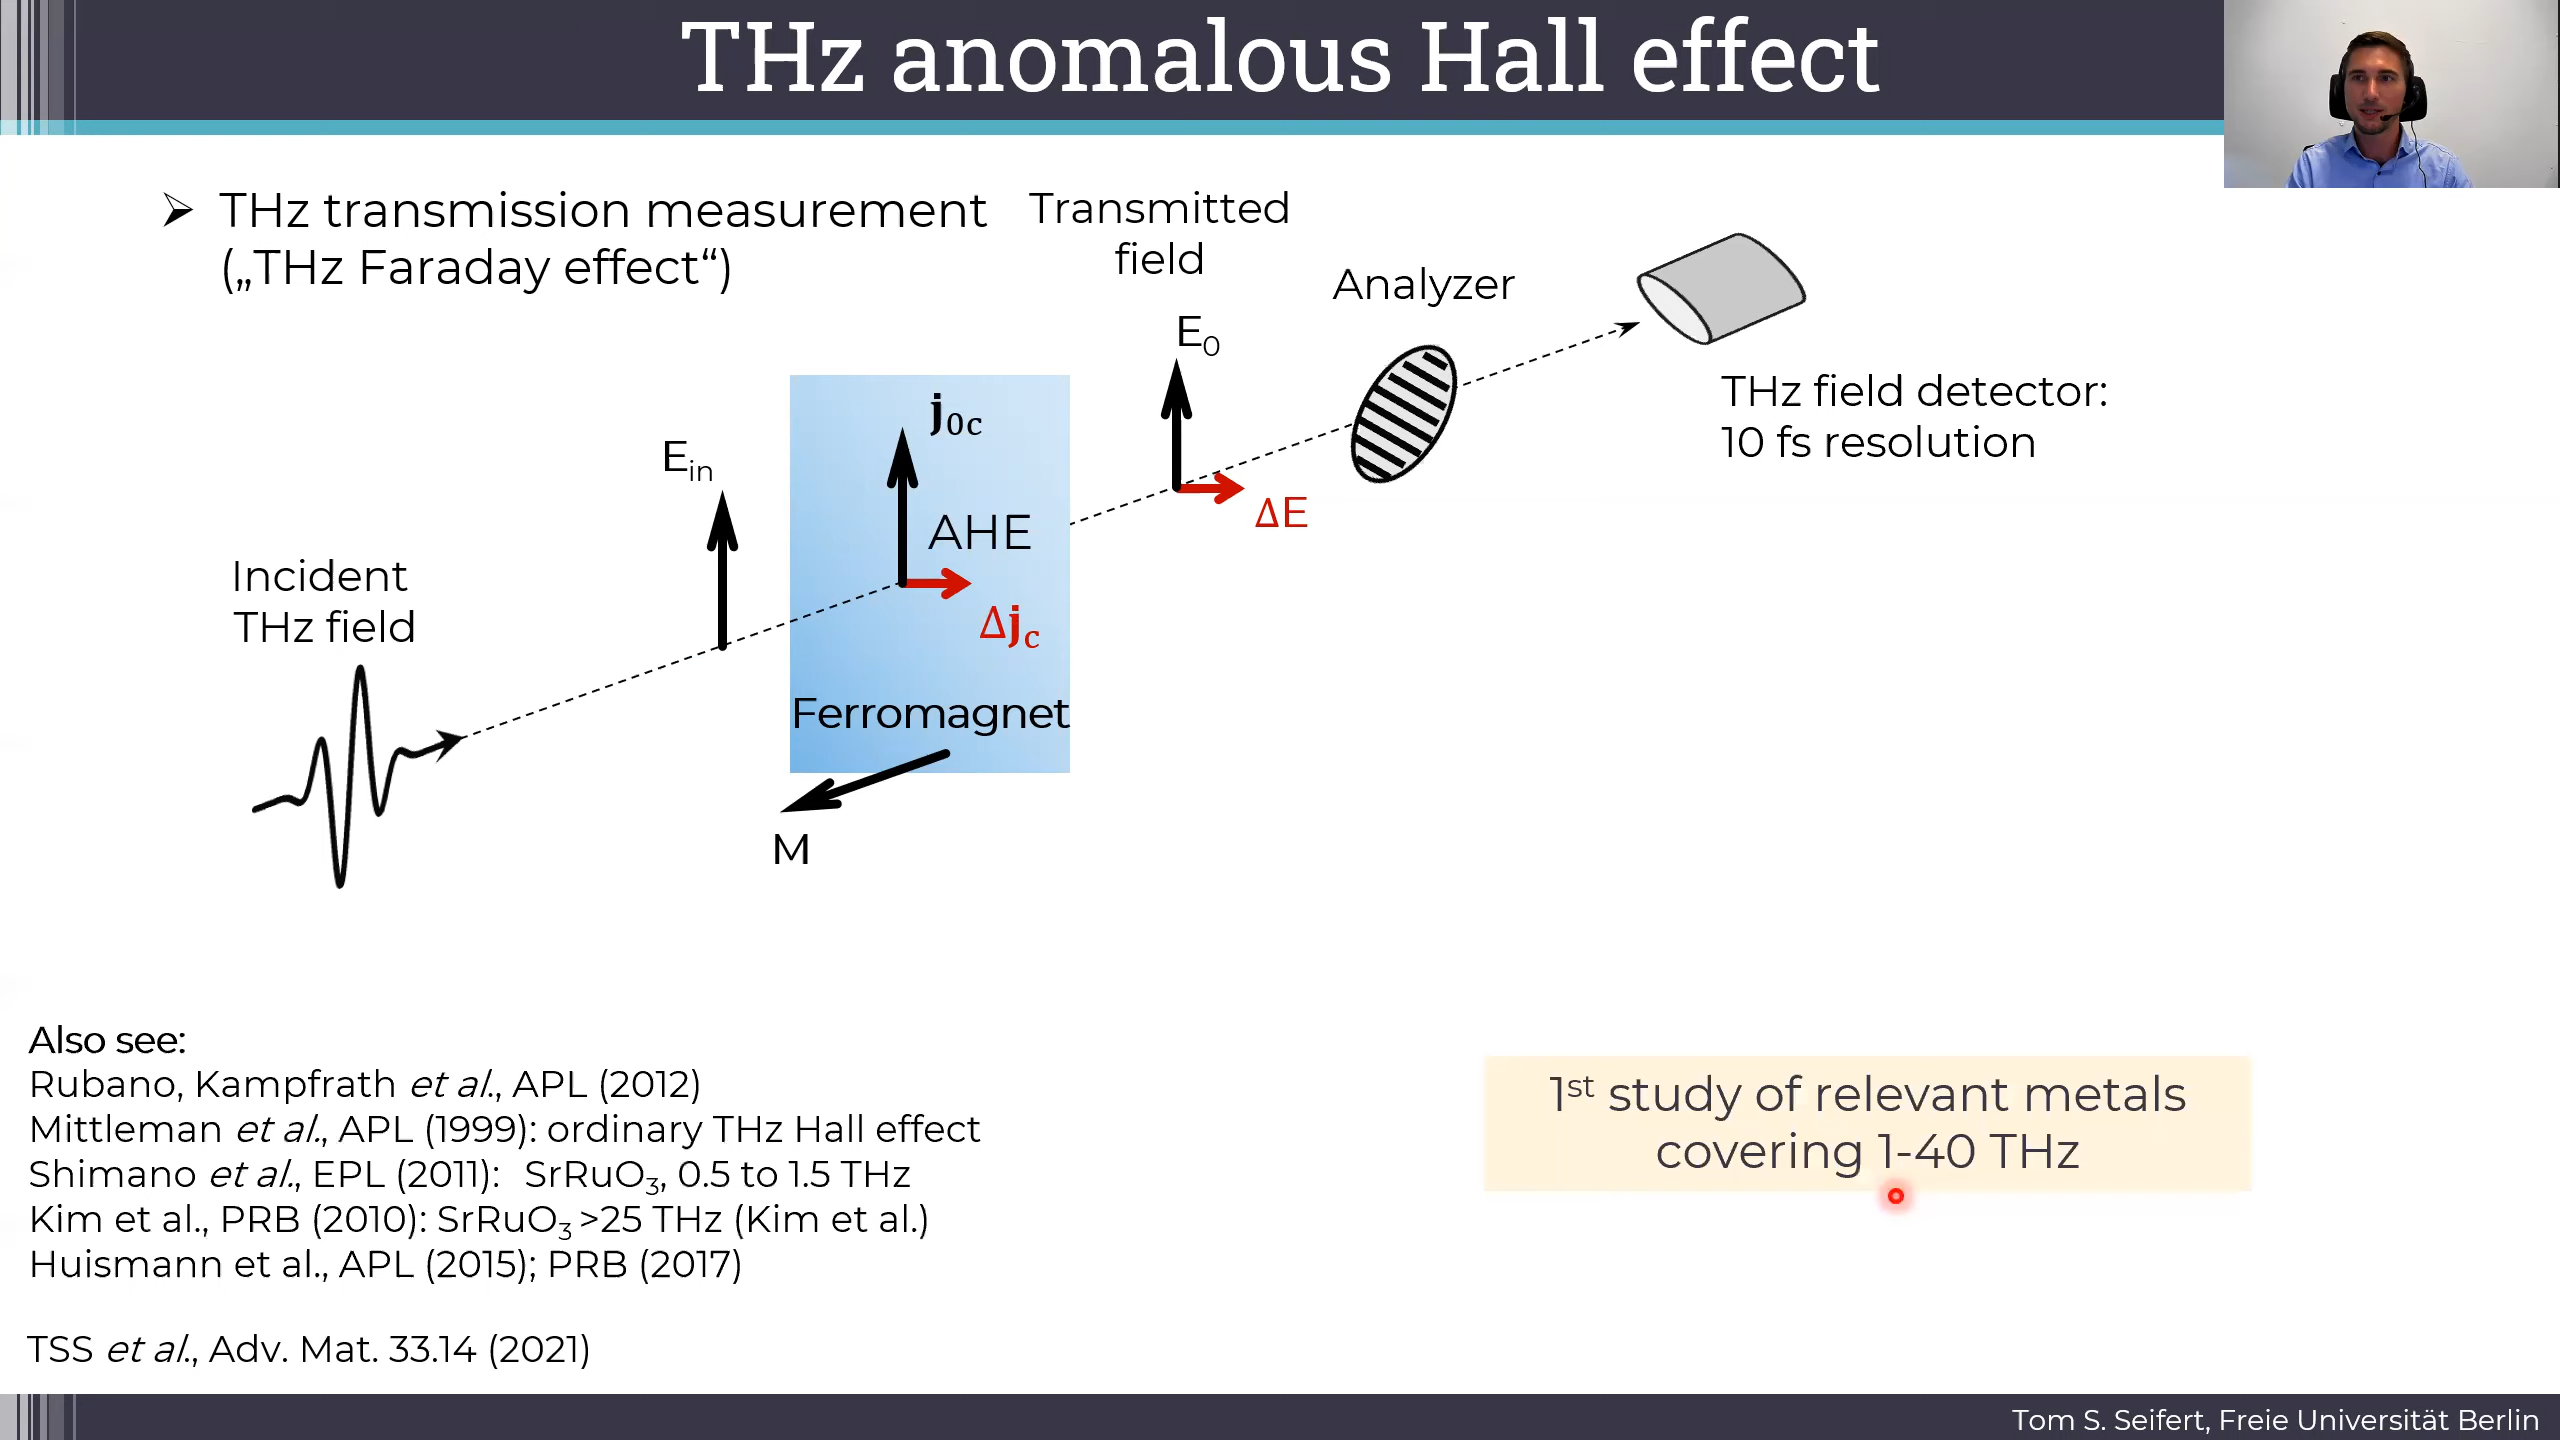 THz anomalous Hall effect
➢ THz transmission measurement
(„THz Faraday effect“)
Transmitted
field
Analyzer
E₀
ΔE
THz field detector:
10 fs resolution
j₀c
AHE
Δjc
Ferromagnet
M
Ein
Incident
THz field
Also see:
Rubano, Kampfrath et al., APL (2012)
Mittleman et al., APL (1999): ordinary THz Hall effect
Shimano et al., EPL (2011): SrRuO₃, 0.5 to 1.5 THz
Kim et al., PRB (2010): SrRuO₃ >25 THz (Kim et al.)
Huismann et al., APL (2015); PRB (2017)
TSS et al., Adv. Mat. 33.14 (2021)
1st study of relevant metals
covering 1-40 THz
Tom S. Seifert, Freie Universität Berlin